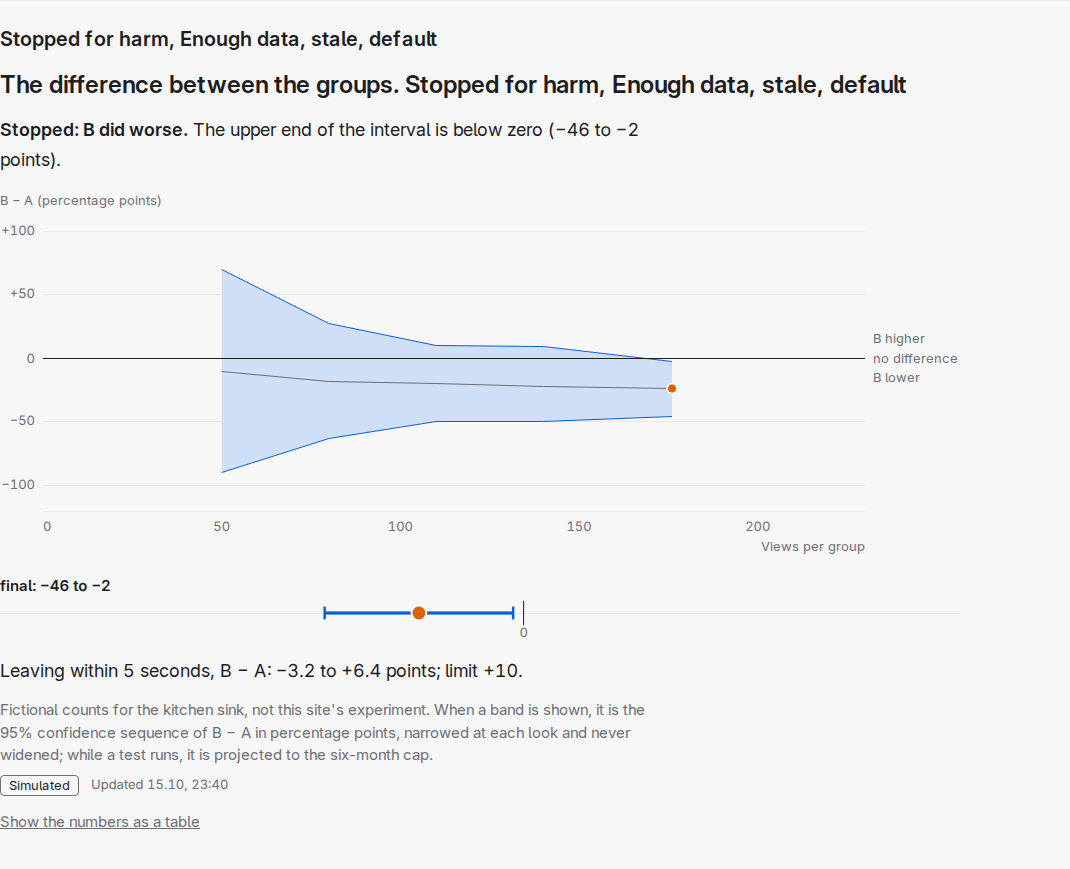 Stopped for harm, Enough data, stale, default
The difference between the groups. Stopped for harm, Enough data, stale, default
Stopped: B did worse. The upper end of the interval is below zero (−46 to −2
points).
B − A (percentage points)
+100
+50
0
−50
−100
B higher
no difference
B lower
0 50 100 150 200
Views per group
final: −46 to −2
0
Leaving within 5 seconds, B − A: −3.2 to +6.4 points; limit +10.
Fictional counts for the kitchen sink, not this site's experiment. When a band is shown, it is the
95% confidence sequence of B − A in percentage points, narrowed at each look and never
widened; while a test runs, it is projected to the six-month cap.
Simulated Updated 15.10, 23:40
Show the numbers as a table